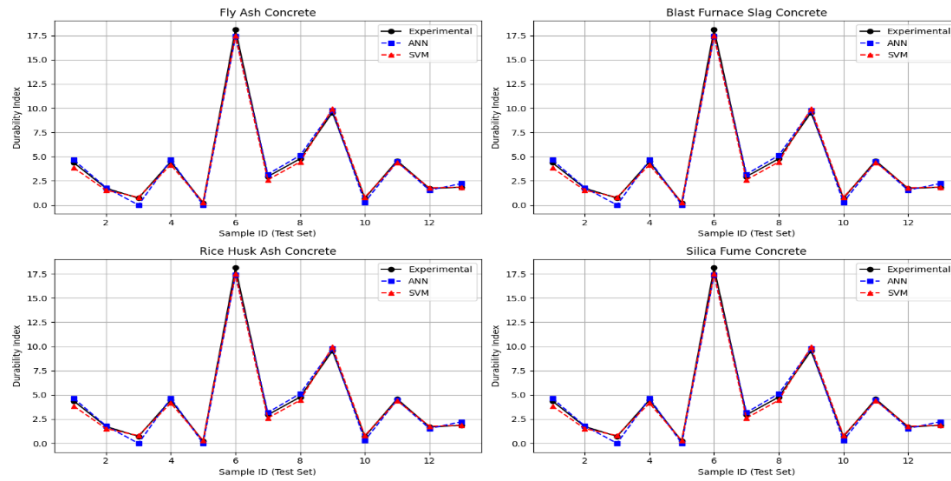 Fly Ash Concrete
Durability Index
17.5
15.0
12.5
10.0
7.5
5.0
2.5
0.0
Experimental
ANN
SVM
2 4 6 8 10 12
Sample ID (Test Set)
Blast Furnace Slag Concrete
Durability Index
17.5
15.0
12.5
10.0
7.5
5.0
2.5
0.0
Experimental
ANN
SVM
2 4 6 8 10 12
Sample ID (Test Set)
Rice Husk Ash Concrete
Durability Index
17.5
15.0
12.5
10.0
7.5
5.0
2.5
0.0
Experimental
ANN
SVM
2 4 6 8 10 12
Sample ID (Test Set)
Silica Fume Concrete
Durability Index
17.5
15.0
12.5
10.0
7.5
5.0
2.5
0.0
Experimental
ANN
SVM
2 4 6 8 10 12
Sample ID (Test Set)